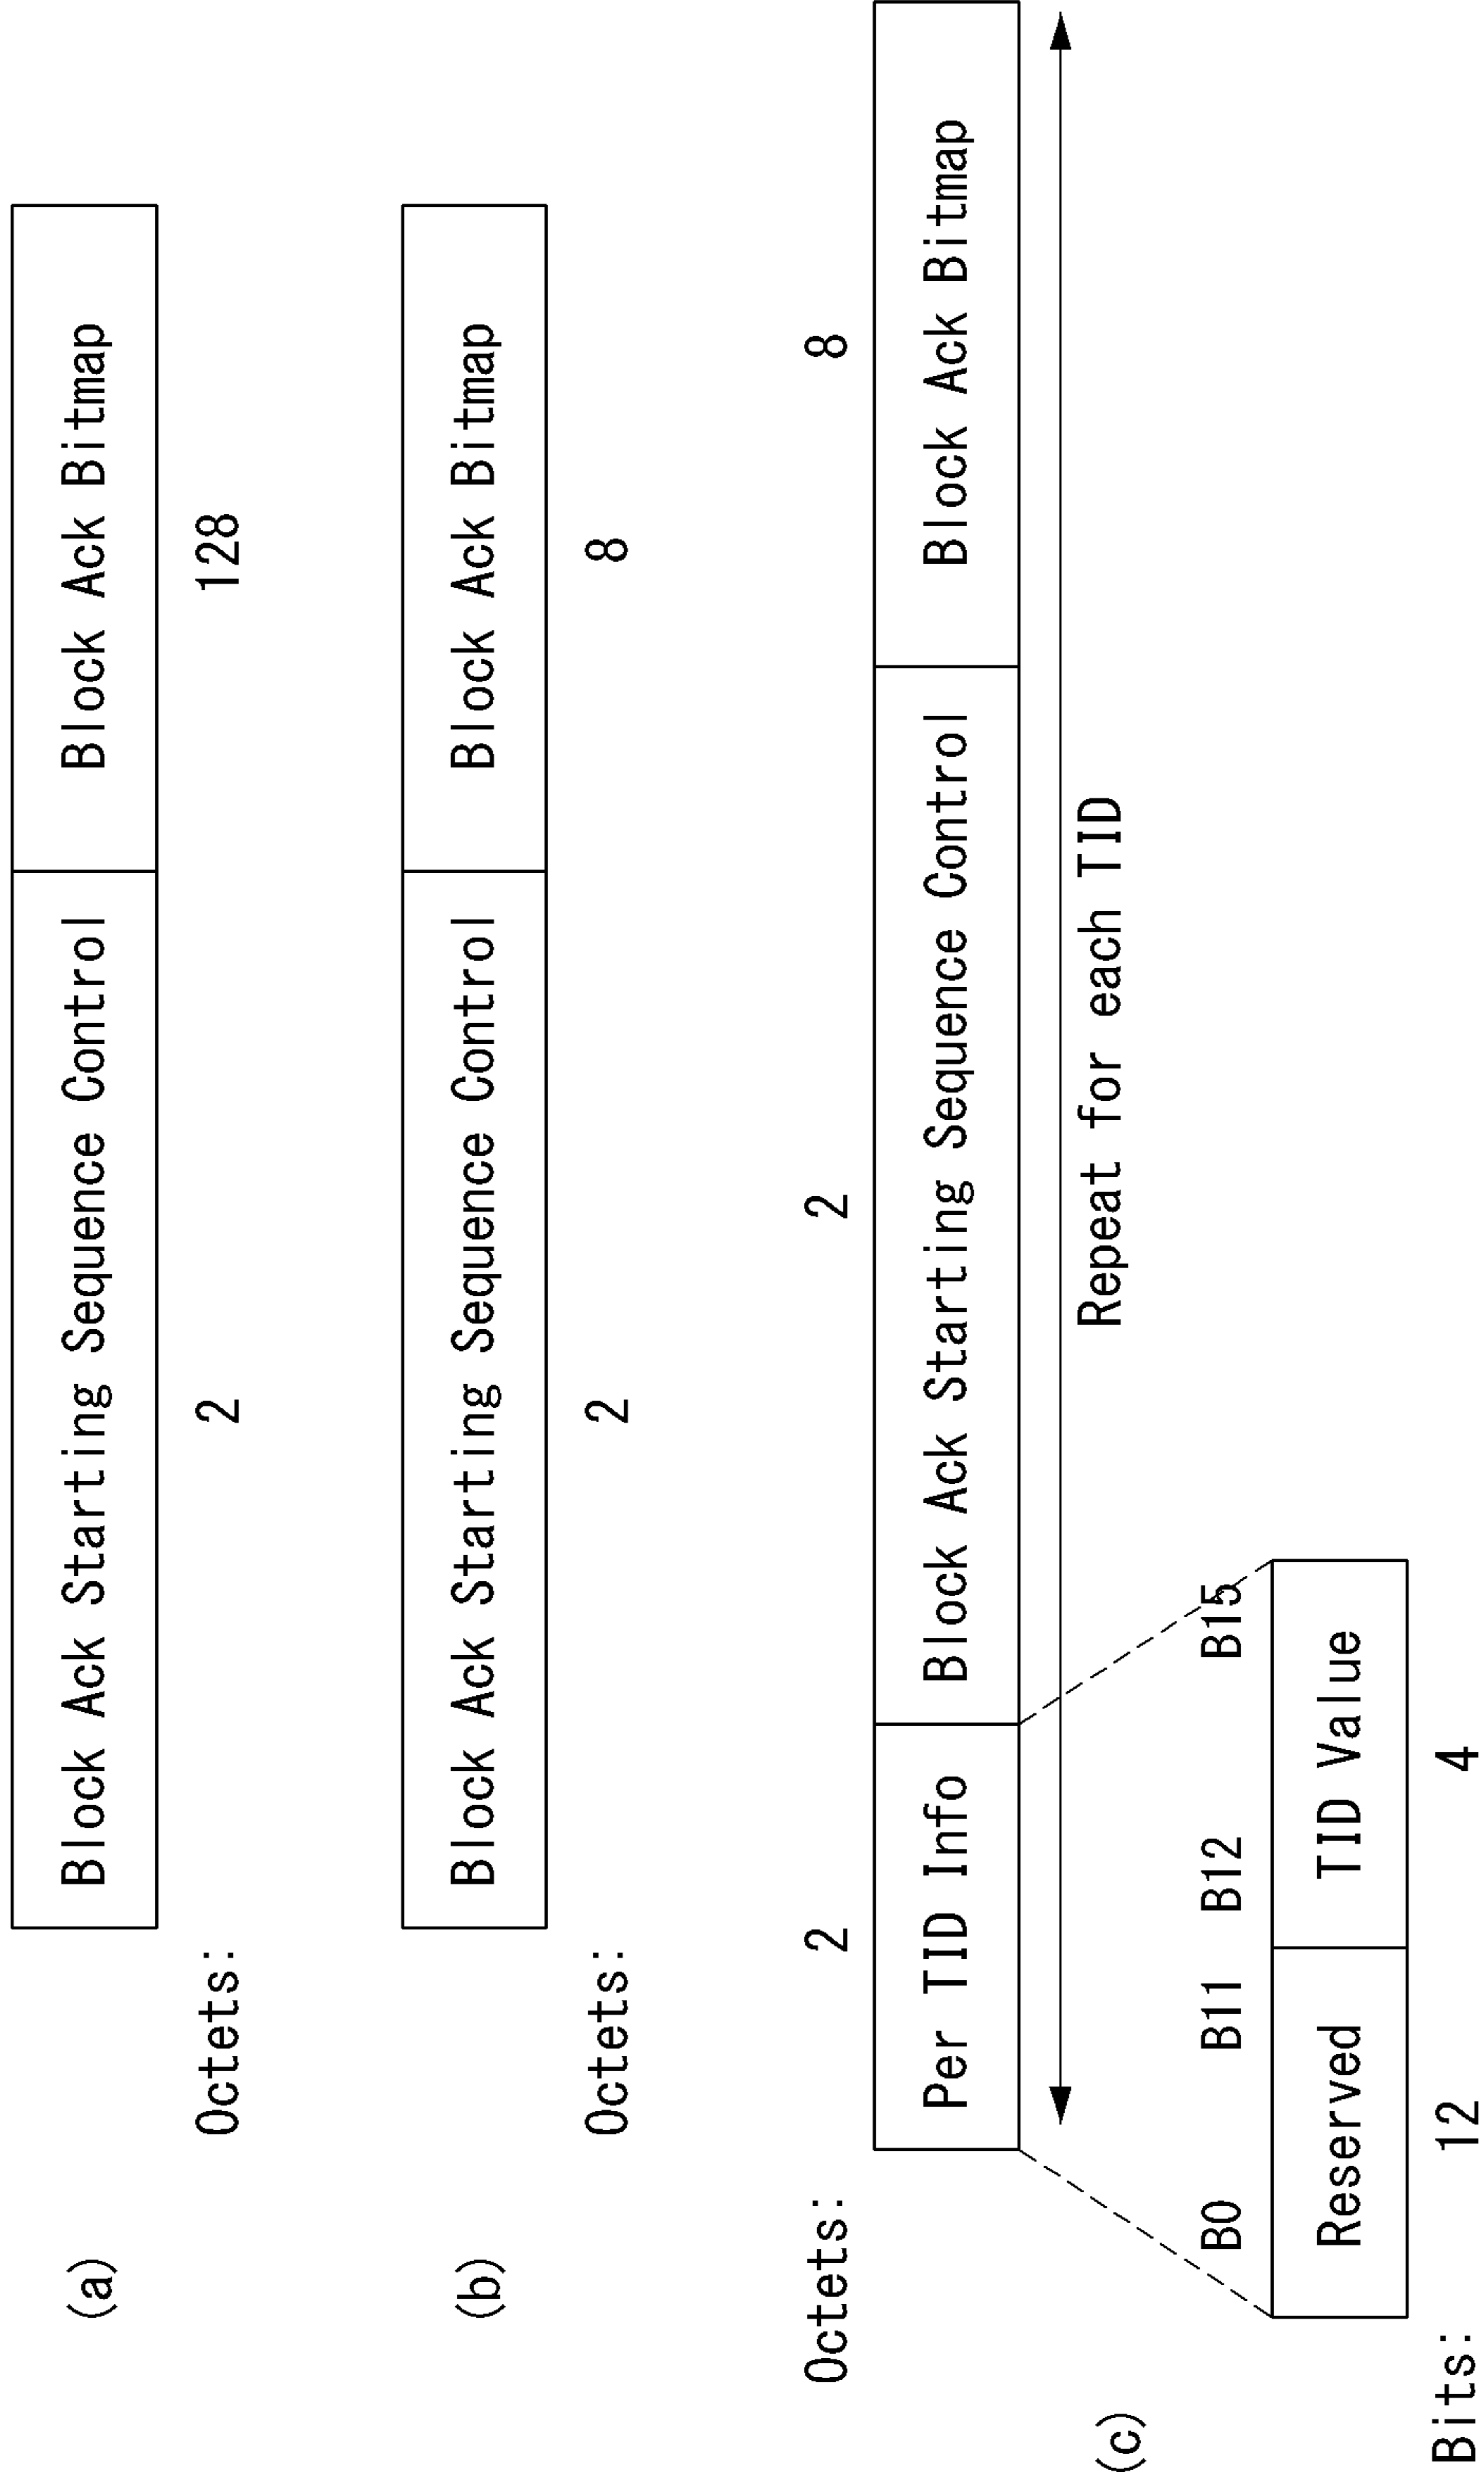 (a)
Block Ack Starting Sequence Control Block Ack Bitmap
Octets: 2 128
(b)
Block Ack Starting Sequence Control Block Ack Bitmap
Octets: 2 8
(c)
Octets: 2 2 8
Per TID Info Block Ack Starting Sequence Control Block Ack Bitmap
Repeat for each TID
B0 B11 B12 B15
Reserved TID Value
Bits: 12 4